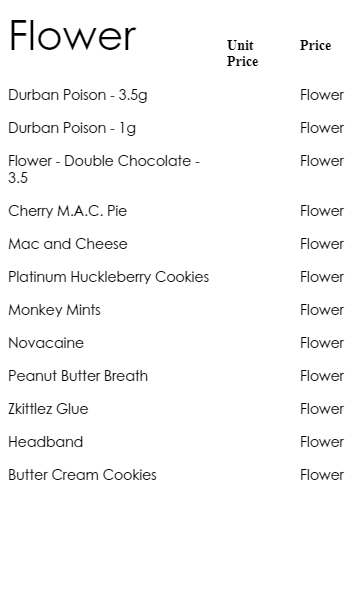 Flower
Unit Price
Price
Durban Poison - 3.5g Flower
Durban Poison - 1g Flower
Flower - Double Chocolate - Flower
3.5
Cherry M.A.C. Pie Flower
Mac and Cheese Flower
Platinum Huckleberry Cookies Flower
Monkey Mints Flower
Novacaine Flower
Peanut Butter Breath Flower
Zkittlez Glue Flower
Headband Flower
Butter Cream Cookies Flower